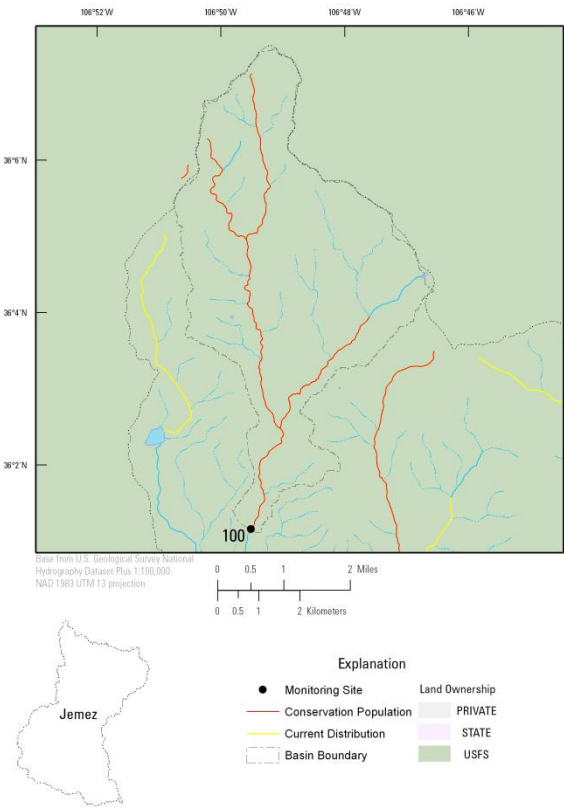 106°52'W 106°50'W 106°48'W 106°46'W
36°6'N
36°4'N
36°2'N
100
Base from U.S. Geological Survey National
Hydrography Dataset Plus 1:100,000.
NAD 1983 UTM 13 projection
0 0.5 1 2 Miles
0 0.5 1 2 Kilometers
Jemez
Explanation
Monitoring Site
Conservation Population
Current Distribution
Basin Boundary
Land Ownership
PRIVATE
STATE
USFS